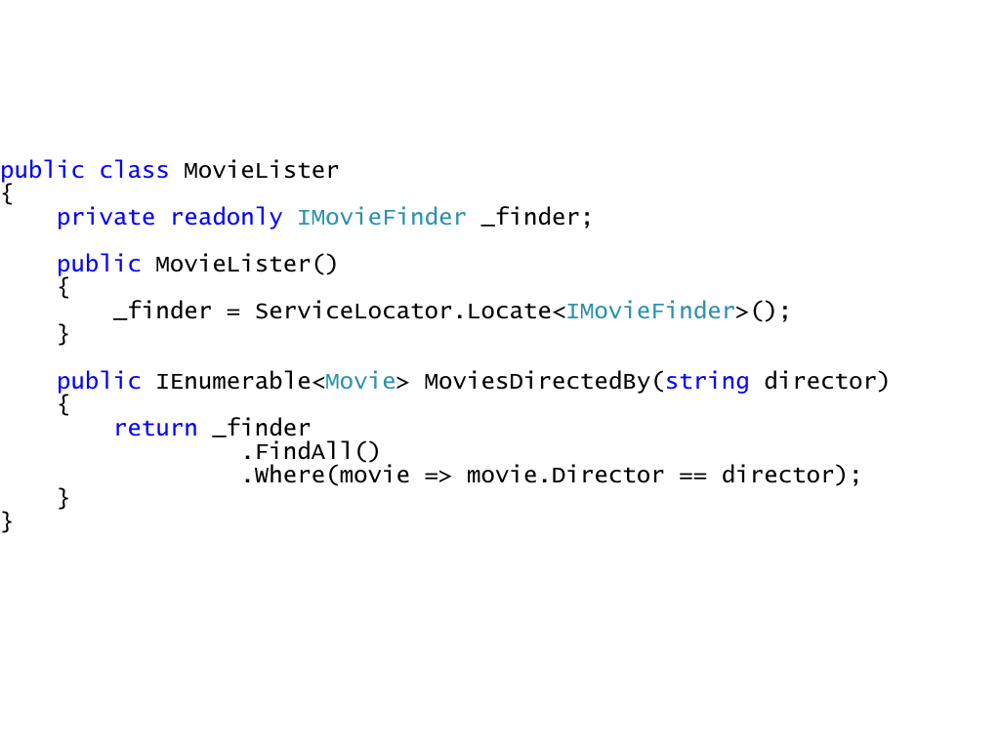 public class MovieLister
{
    private readonly IMovieFinder _finder;

    public MovieLister()
    {
        _finder = ServiceLocator.Locate<IMovieFinder>();
    }

    public IEnumerable<Movie> MoviesDirectedBy(string director)
    {
        return _finder
                 .FindAll()
                 .Where(movie => movie.Director == director);
    }
}